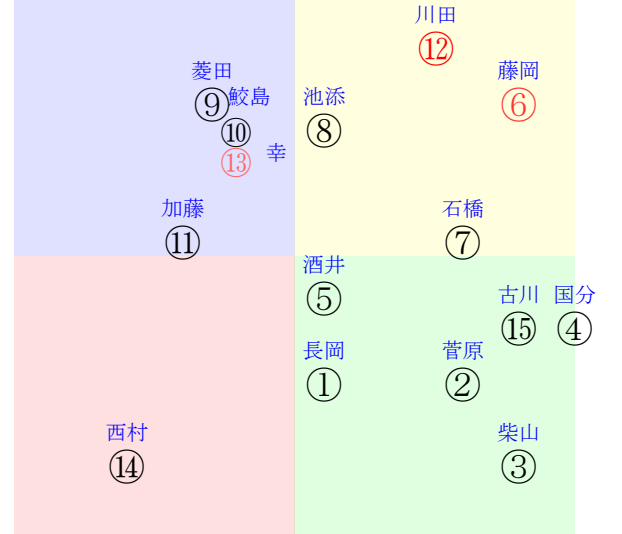 川田
⑫
菱田
藤岡
⑨
鮫島
池添
⑥
⑩
⑧
⑬
幸
加藤
石橋
⑪
⑦
酒井
⑤
古川
国分
⑮
④
長岡
菅原
①
②
西村
柴山
⑭
③